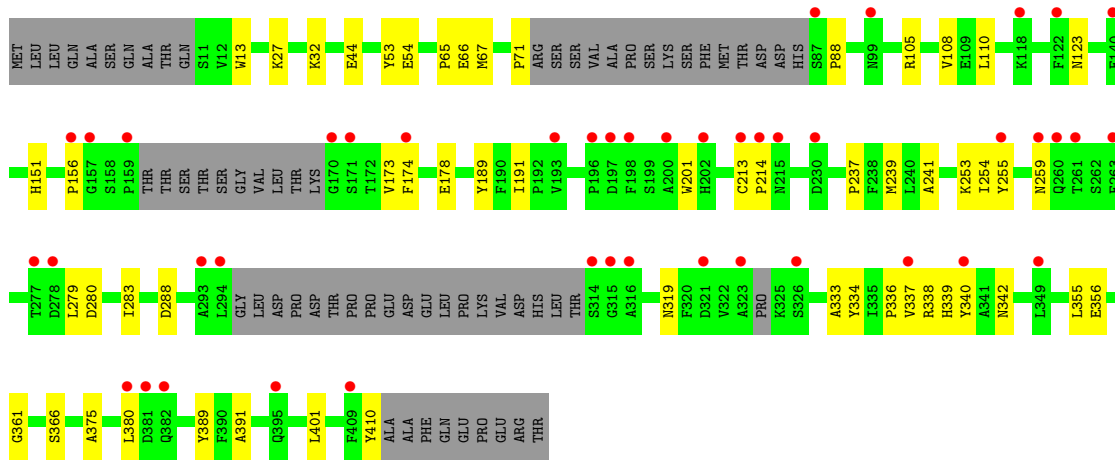 MET LEU LEU GLN ALA SER GLN ALA THR GLN S11 V12 W13 K27 K32 E44 Y53 E54 P65 E66 M67 P71 ARG SER SER VAL ALA PRO SER LYS SER PHE MET THR ASP ASP HIS S87 P88 N99 R105 V108 E109 L110 K118 F122 N123
H151 P156 G157 S158 P159 THR THR SER THR SER GLY VAL LEU THR LYS G170 S171 T172 V173 F174 E178 Y189 F190 I191 P192 V193 P196 D197 F198 S199 A200 W201 H202 C213 P214 N215 D230 P237 F238 M239 L240 A241 K253 I254 Y255 N259 Q260 T261 S262
T277 D278 L279 D280 I283 D288 A293 L294 GLY LEU ASP PRO ASP THR PRO PRO GLU ASP GLU LEU PRO LYS VAL ASP HIS LEU THR S314 G315 A316 N319 F320 D321 V322 A323 PRO K325 S326 A333 Y334 I335 P336 V337 R338 H339 Y340 A341 N342 L349 L355 E356
G361 S366 A375 L380 D381 Q382 Y389 F390 A391 Q395 L401 F409 Y410 ALA ALA PHE GLN GLU PRO GLU ARG THR